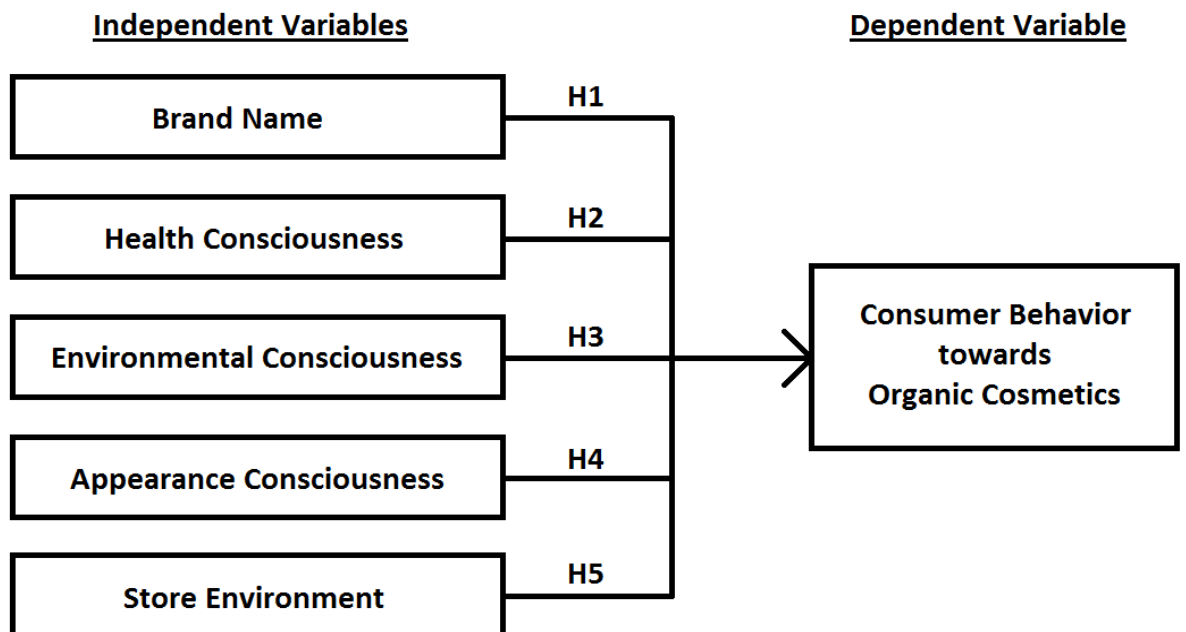 Independent Variables
Dependent Variable
Brand Name
H1
Health Consciousness
H2
Environmental Consciousness
H3
Consumer Behavior
towards
Organic Cosmetics
Appearance Consciousness
H4
Store Environment
H5